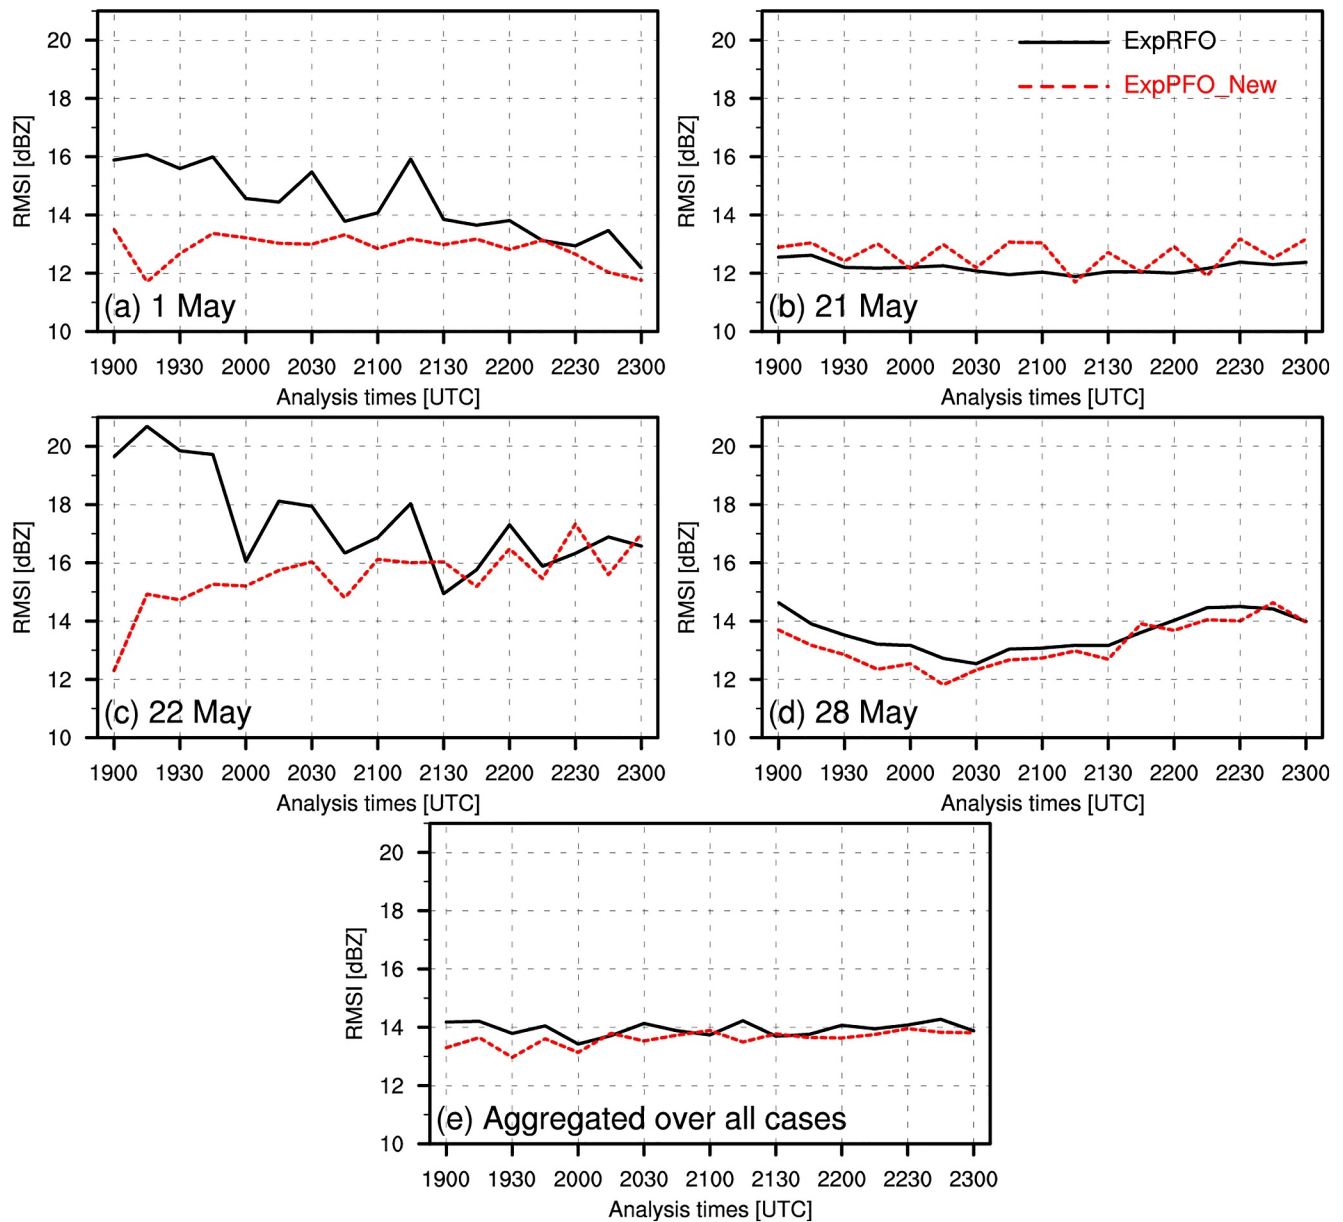 20
18
16
14
12
10
RMSI [dBZ]
(a) 1 May
1900 1930 2000 2030 2100 2130 2200 2230 2300
Analysis times [UTC]
20
18
16
14
12
10
RMSI [dBZ]
ExpRFO
ExpPFO_New
(b) 21 May
1900 1930 2000 2030 2100 2130 2200 2230 2300
Analysis times [UTC]
20
18
16
14
12
10
RMSI [dBZ]
(c) 22 May
1900 1930 2000 2030 2100 2130 2200 2230 2300
Analysis times [UTC]
20
18
16
14
12
10
RMSI [dBZ]
(d) 28 May
1900 1930 2000 2030 2100 2130 2200 2230 2300
Analysis times [UTC]
20
18
16
14
12
10
RMSI [dBZ]
(e) Aggregated over all cases
1900 1930 2000 2030 2100 2130 2200 2230 2300
Analysis times [UTC]